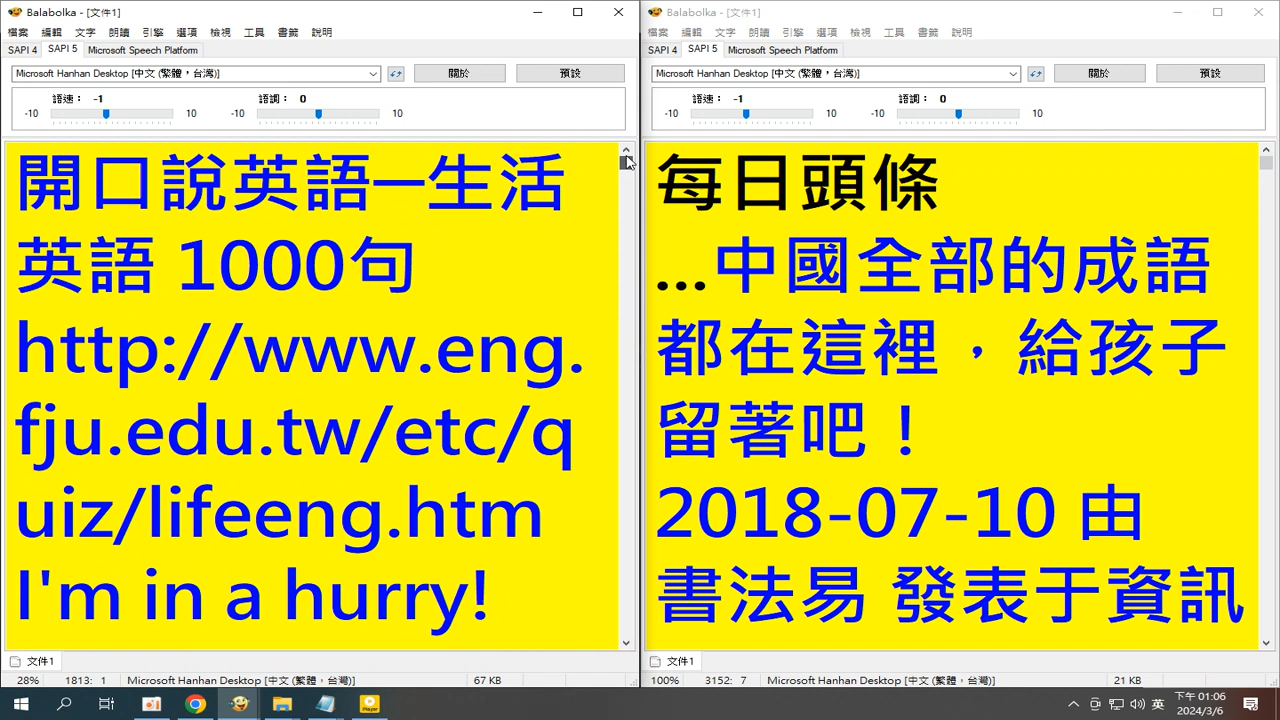 Balabolka - [文件1]
檔案 編輯 文字 朗讀 引擎 選項 檢視 工具 書籤 說明
SAPI 4 SAPI 5 Microsoft Speech Platform
Microsoft Hanhan Desktop [中文 (繁體，台灣)]
關於 預設
語速： -1 語調： 0
-10 10 -10 10
開口說英語—生活
英語 1000句
http://www.eng.
fju.edu.tw/etc/q
uiz/lifeeng.htm
I'm in a hurry!
文件1
28% 1813: 1 Microsoft Hanhan Desktop [中文 (繁體，台灣)] 67 KB
Balabolka - [文件1]
檔案 編輯 文字 朗讀 引擎 選項 檢視 工具 書籤 說明
SAPI 4 SAPI 5 Microsoft Speech Platform
Microsoft Hanhan Desktop [中文 (繁體，台灣)]
關於 預設
語速： -1 語調： 0
-10 10 -10 10
每日頭條
...中國全部的成語
都在這裡，給孩子
留著吧！
2018-07-10 由
書法易 發表于資訊
文件1
100% 3152: 7 Microsoft Hanhan Desktop [中文 (繁體，台灣)] 21 KB
英 下午 01:06
2024/3/6